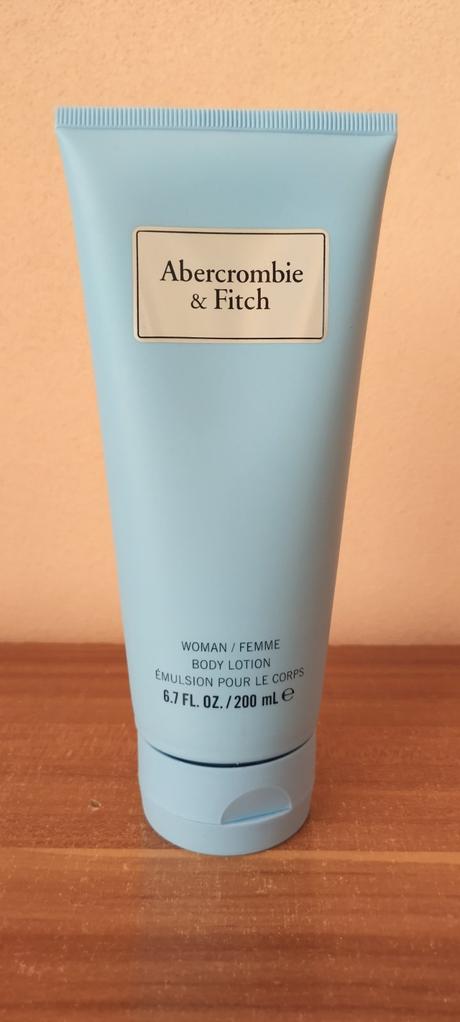 Abercrombie
& Fitch
WOMAN / FEMME
BODY LOTION
ÉMULSION POUR LE CORPS
6.7 FL. OZ. / 200 mL ℮